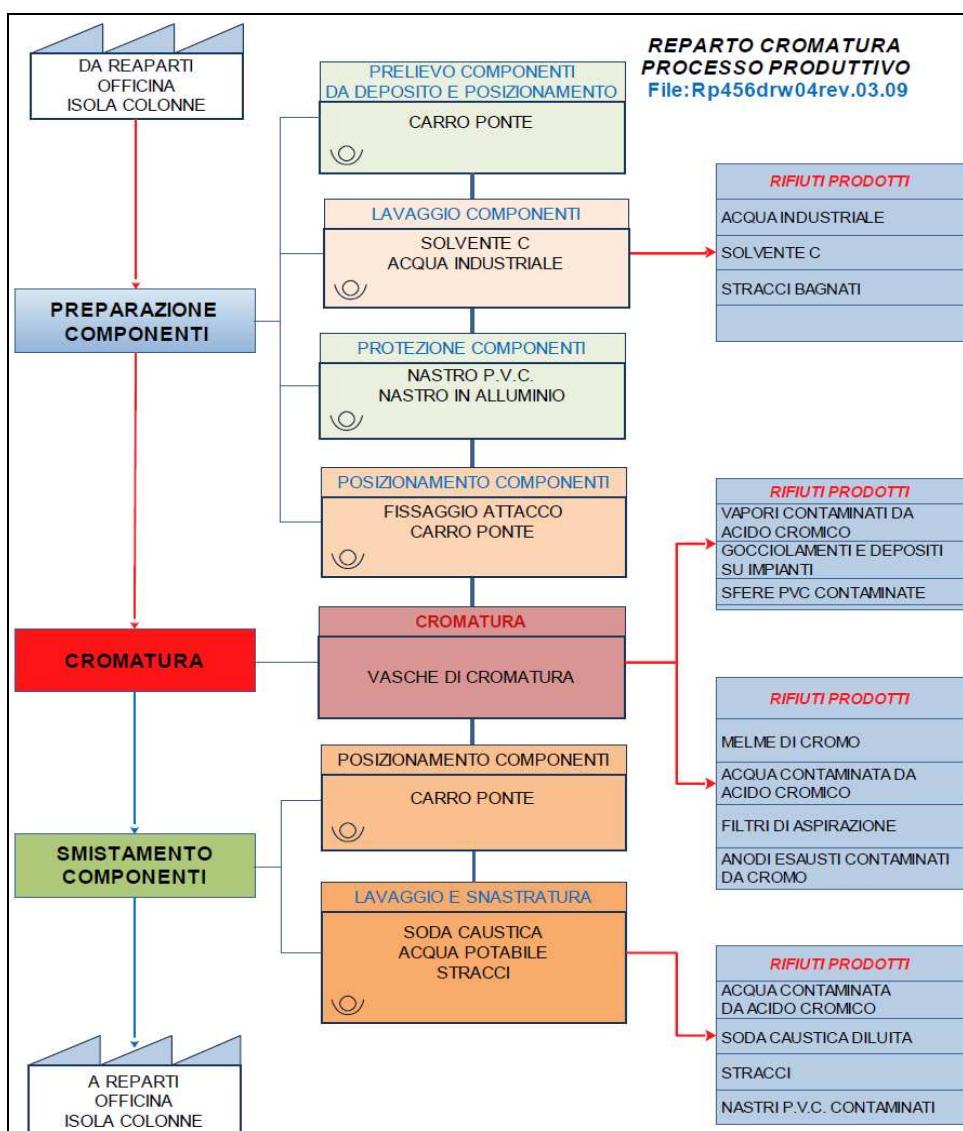 DA REAPARTI
OFFICINA
ISOLA COLONNE
REPARTO CROMATURA
PROCESSO PRODUTTIVO
File:Rp456drw04rev.03.09
PRELIEVO COMPONENTI
DA DEPOSITO E POSIZIONAMENTO
CARRO PONTE
LAVAGGIO COMPONENTI
SOLVENTE C
ACQUA INDUSTRIALE
RIFIUTI PRODOTTI
ACQUA INDUSTRIALE
SOLVENTE C
STRACCI BAGNATI
PREPARAZIONE
COMPONENTI
PROTEZIONE COMPONENTI
NASTRO P.V.C.
NASTRO IN ALLUMINIO
POSIZIONAMENTO COMPONENTI
FISSAGGIO ATTACCO
CARRO PONTE
RIFIUTI PRODOTTI
VAPORI CONTAMINATI DA
ACIDO CROMICO
GOCCIOLAMENTI E DEPOSITI
SU IMPIANTI
SFERE PVC CONTAMINATE
CROMATURA
CROMATURA
VASCHE DI CROMATURA
RIFIUTI PRODOTTI
MELME DI CROMO
ACQUA CONTAMINATA DA
ACIDO CROMICO
FILTRI DI ASPIRAZIONE
ANODI ESAUSTI CONTAMINATI
DA CROMO
POSIZIONAMENTO COMPONENTI
CARRO PONTE
SMISTAMENTO
COMPONENTI
LAVAGGIO E SNASTRATURA
SODA CAUSTICA
ACQUA POTABILE
STRACCI
RIFIUTI PRODOTTI
ACQUA CONTAMINATA
DA ACIDO CROMICO
SODA CAUSTICA DILUITA
STRACCI
NASTRI P.V.C. CONTAMINATI
A REPARTI
OFFICINA
ISOLA COLONNE